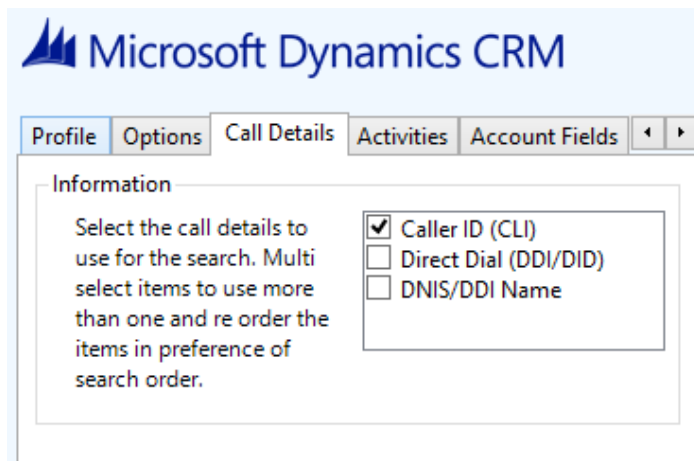 Microsoft Dynamics CRM
Profile Options Call Details Activities Account Fields
Information
Select the call details to
use for the search. Multi
select items to use more
than one and re order the
items in preference of
search order.
Caller ID (CLI)
Direct Dial (DDI/DID)
DNIS/DDI Name